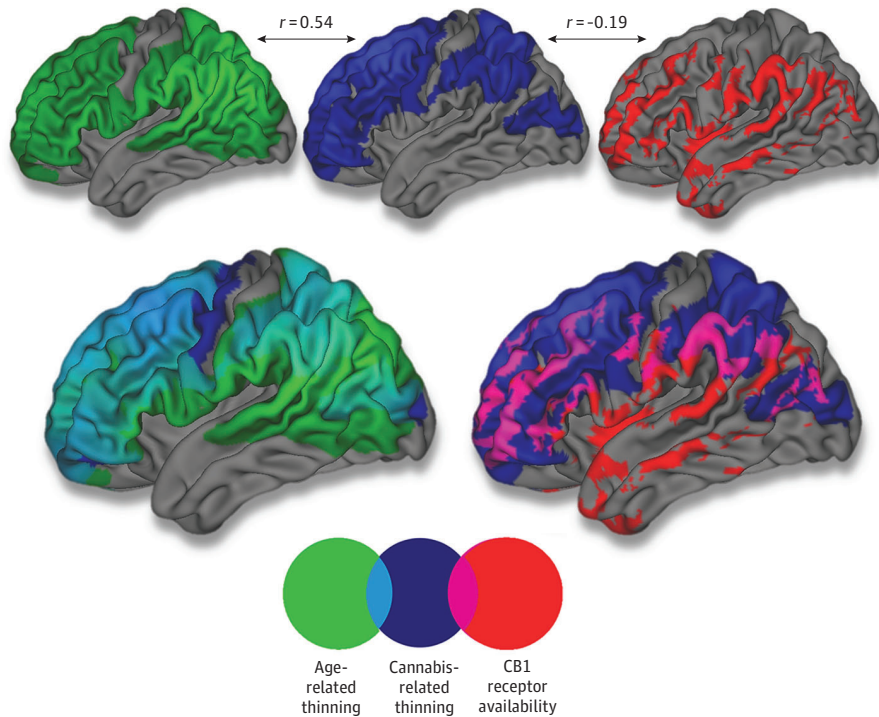 r = 0.54
r = -0.19
Age-
related
thinning
Cannabis-
related
thinning
CB1
receptor
availability